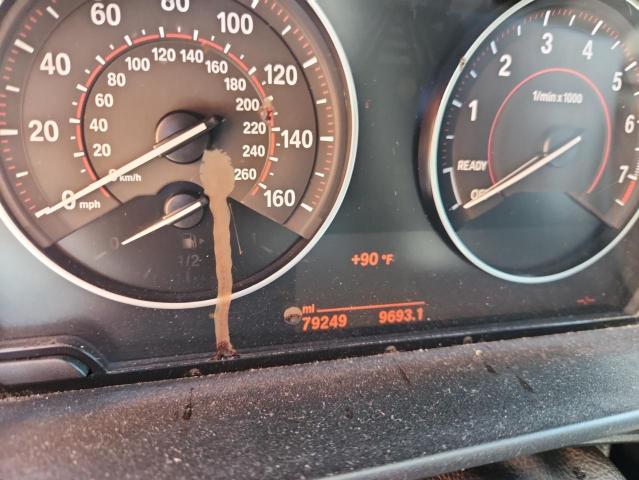 60 80 100
40 120
20 140
0 mph 160
80 100 120 140 160 180
60 200
40 220
20 240
0 km/h 260
0 1/2
1 2 3 4 5 6 7
1/min x 1000
READY
+90 °F
mi
79249 9693.1